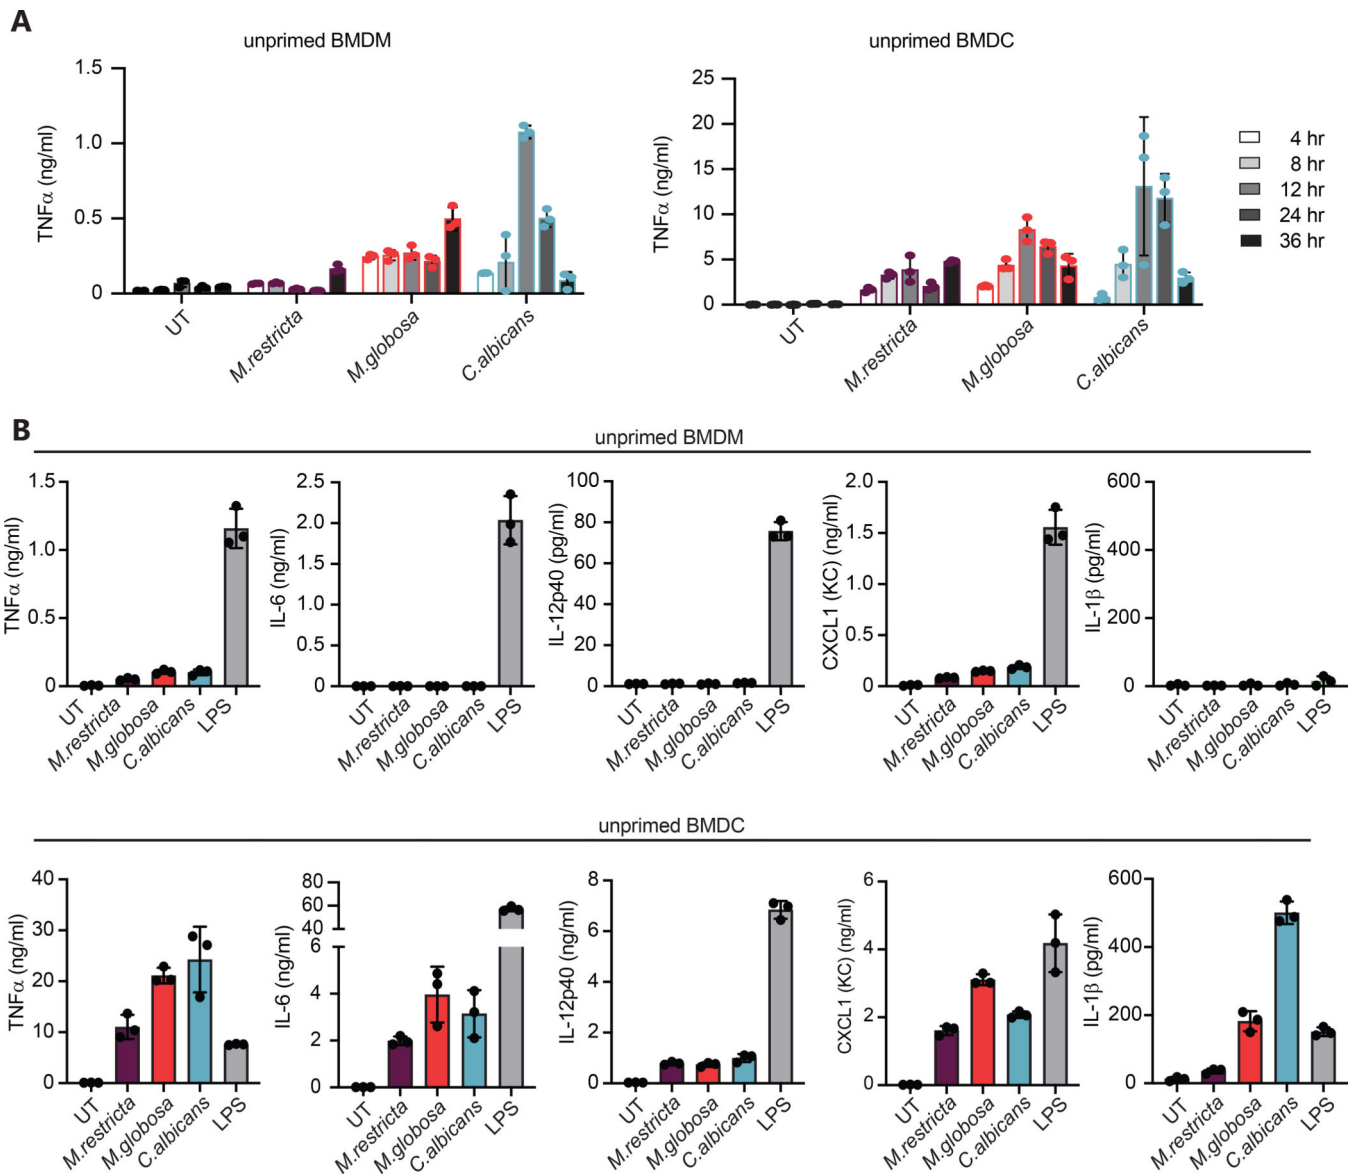 A
unprimed BMDM
1.5
1.0
0.5
0
TNFα (ng/ml)
UT
M.restricta
M.globosa
C.albicans
unprimed BMDC
25
20
15
10
5
0
TNFα (ng/ml)
UT
M.restricta
M.globosa
C.albicans
4 hr
8 hr
12 hr
24 hr
36 hr
B
unprimed BMDM
1.5
1.0
0.5
0
TNFα (ng/ml)
UT
M.restricta
M.globosa
C.albicans
LPS
2.5
2.0
1.5
1.0
0.5
0
IL-6 (ng/ml)
UT
M.restricta
M.globosa
C.albicans
LPS
100
80
60
40
20
0
IL-12p40 (pg/ml)
UT
M.restricta
M.globosa
C.albicans
LPS
2.0
1.5
1.0
0.5
0
CXCL1 (KC) (ng/ml)
UT
M.restricta
M.globosa
C.albicans
LPS
600
400
200
0
IL-1β (pg/ml)
UT
M.restricta
M.globosa
C.albicans
LPS
unprimed BMDC
40
30
20
10
0
TNFα (ng/ml)
UT
M.restricta
M.globosa
C.albicans
LPS
80
60
40
6
4
2
0
IL-6 (ng/ml)
UT
M.restricta
M.globosa
C.albicans
LPS
8
6
4
2
0
IL-12p40 (ng/ml)
UT
M.restricta
M.globosa
C.albicans
LPS
6
4
2
0
CXCL1 (KC) (ng/ml)
UT
M.restricta
M.globosa
C.albicans
LPS
600
400
200
0
IL-1β (pg/ml)
UT
M.restricta
M.globosa
C.albicans
LPS